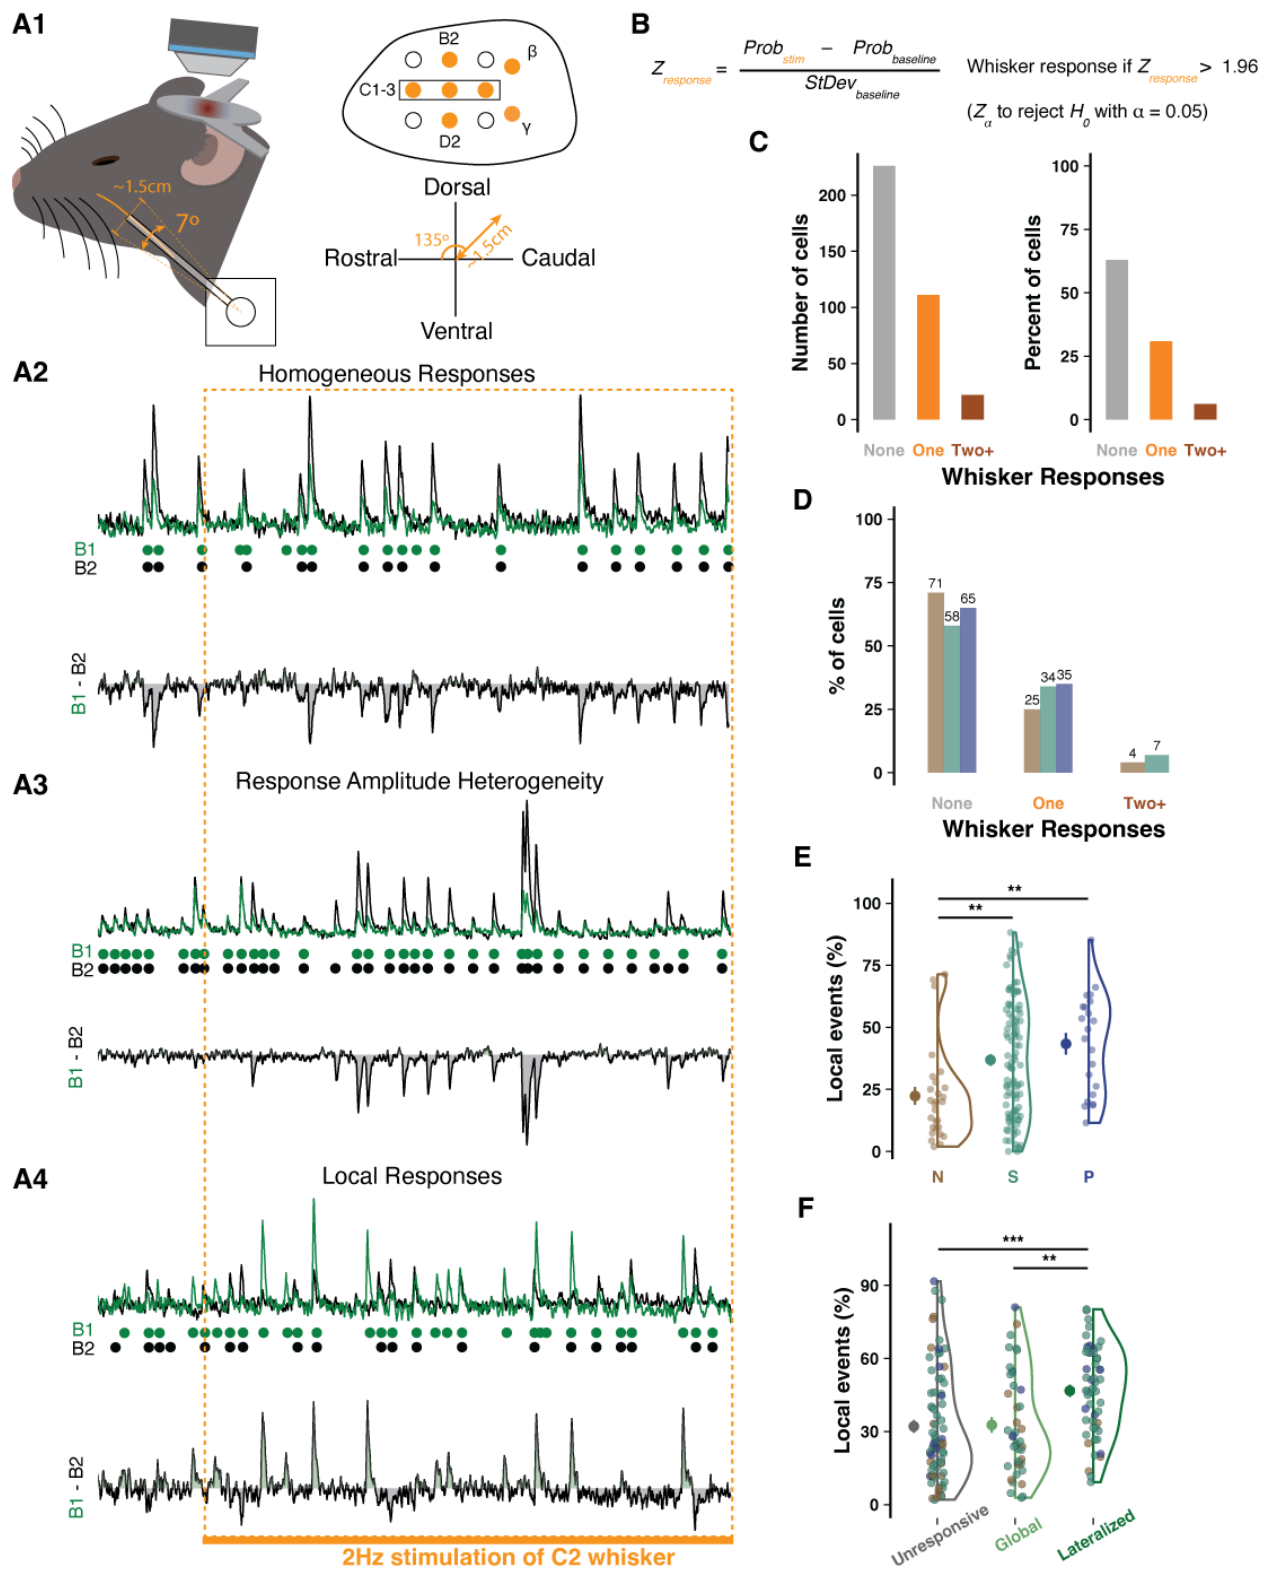 A1
~1.5cm
7°
B2
β
C1-3
D2
γ
Dorsal
135°
~1.5cm
Rostral
Caudal
Ventral
A2
Homogeneous Responses
B1
B2
B1 - B2
A3
Response Amplitude Heterogeneity
B1
B2
B1 - B2
A4
Local Responses
B1
B2
B1 - B2
2Hz stimulation of C2 whisker
B
Z response = Prob stim – Prob baseline
StDev baseline
Whisker response if Z response > 1.96
(Zα to reject H0 with α = 0.05)
C
Number of cells
200
150
100
50
0
None One Two+
Percent of cells
100
75
50
25
0
None One Two+
Whisker Responses
D
% of cells
100
75
50
25
0
71
58
65
25
34
35
4
7
None One Two+
Whisker Responses
E
Local events (%)
100
75
50
25
0
**
**
N S P
F
Local events (%)
90
60
30
0
***
**
Unresponsive
Global
Lateralized